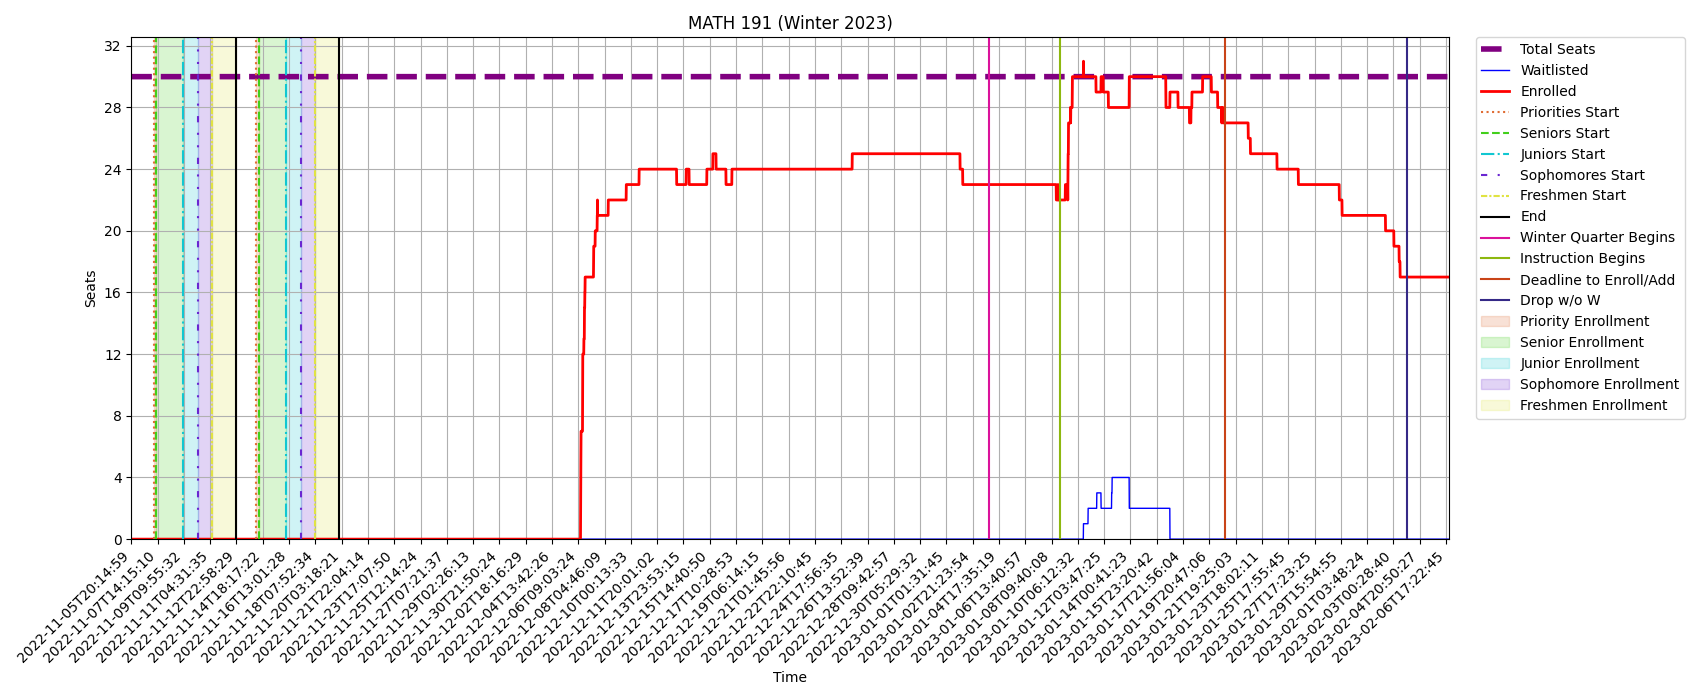 MATH 191 (Winter 2023)
Seats
32
28
24
20
16
12
8
4
0
2022-11-05T20:14:59
2022-11-07T14:15:10
2022-11-09T09:55:32
2022-11-11T04:31:35
2022-11-12T22:58:29
2022-11-14T18:17:22
2022-11-16T13:01:28
2022-11-18T07:52:34
2022-11-20T03:18:21
2022-11-21T22:04:14
2022-11-23T17:07:50
2022-11-25T12:14:24
2022-11-27T07:21:37
2022-11-29T02:26:13
2022-11-30T21:50:24
2022-12-02T18:16:29
2022-12-04T13:42:26
2022-12-06T09:03:24
2022-12-08T04:46:09
2022-12-10T00:13:33
2022-12-11T20:01:02
2022-12-13T23:53:15
2022-12-15T14:40:50
2022-12-17T10:28:53
2022-12-19T06:14:15
2022-12-21T01:45:56
2022-12-22T22:10:45
2022-12-24T17:56:35
2022-12-26T13:52:39
2022-12-28T09:42:57
2022-12-30T05:29:32
2023-01-01T01:31:45
2023-01-02T21:23:54
2023-01-04T17:35:19
2023-01-06T13:40:57
2023-01-08T09:40:08
2023-01-10T06:12:32
2023-01-12T03:47:25
2023-01-14T00:41:23
2023-01-15T23:20:42
2023-01-17T21:56:04
2023-01-19T20:47:06
2023-01-21T19:25:03
2023-01-23T18:02:11
2023-01-25T17:55:45
2023-01-27T17:23:25
2023-01-29T15:54:55
2023-02-01T03:48:24
2023-02-03T00:28:40
2023-02-04T20:50:27
2023-02-06T17:22:45
Time
Total Seats
Waitlisted
Enrolled
Priorities Start
Seniors Start
Juniors Start
Sophomores Start
Freshmen Start
End
Winter Quarter Begins
Instruction Begins
Deadline to Enroll/Add
Drop w/o W
Priority Enrollment
Senior Enrollment
Junior Enrollment
Sophomore Enrollment
Freshmen Enrollment